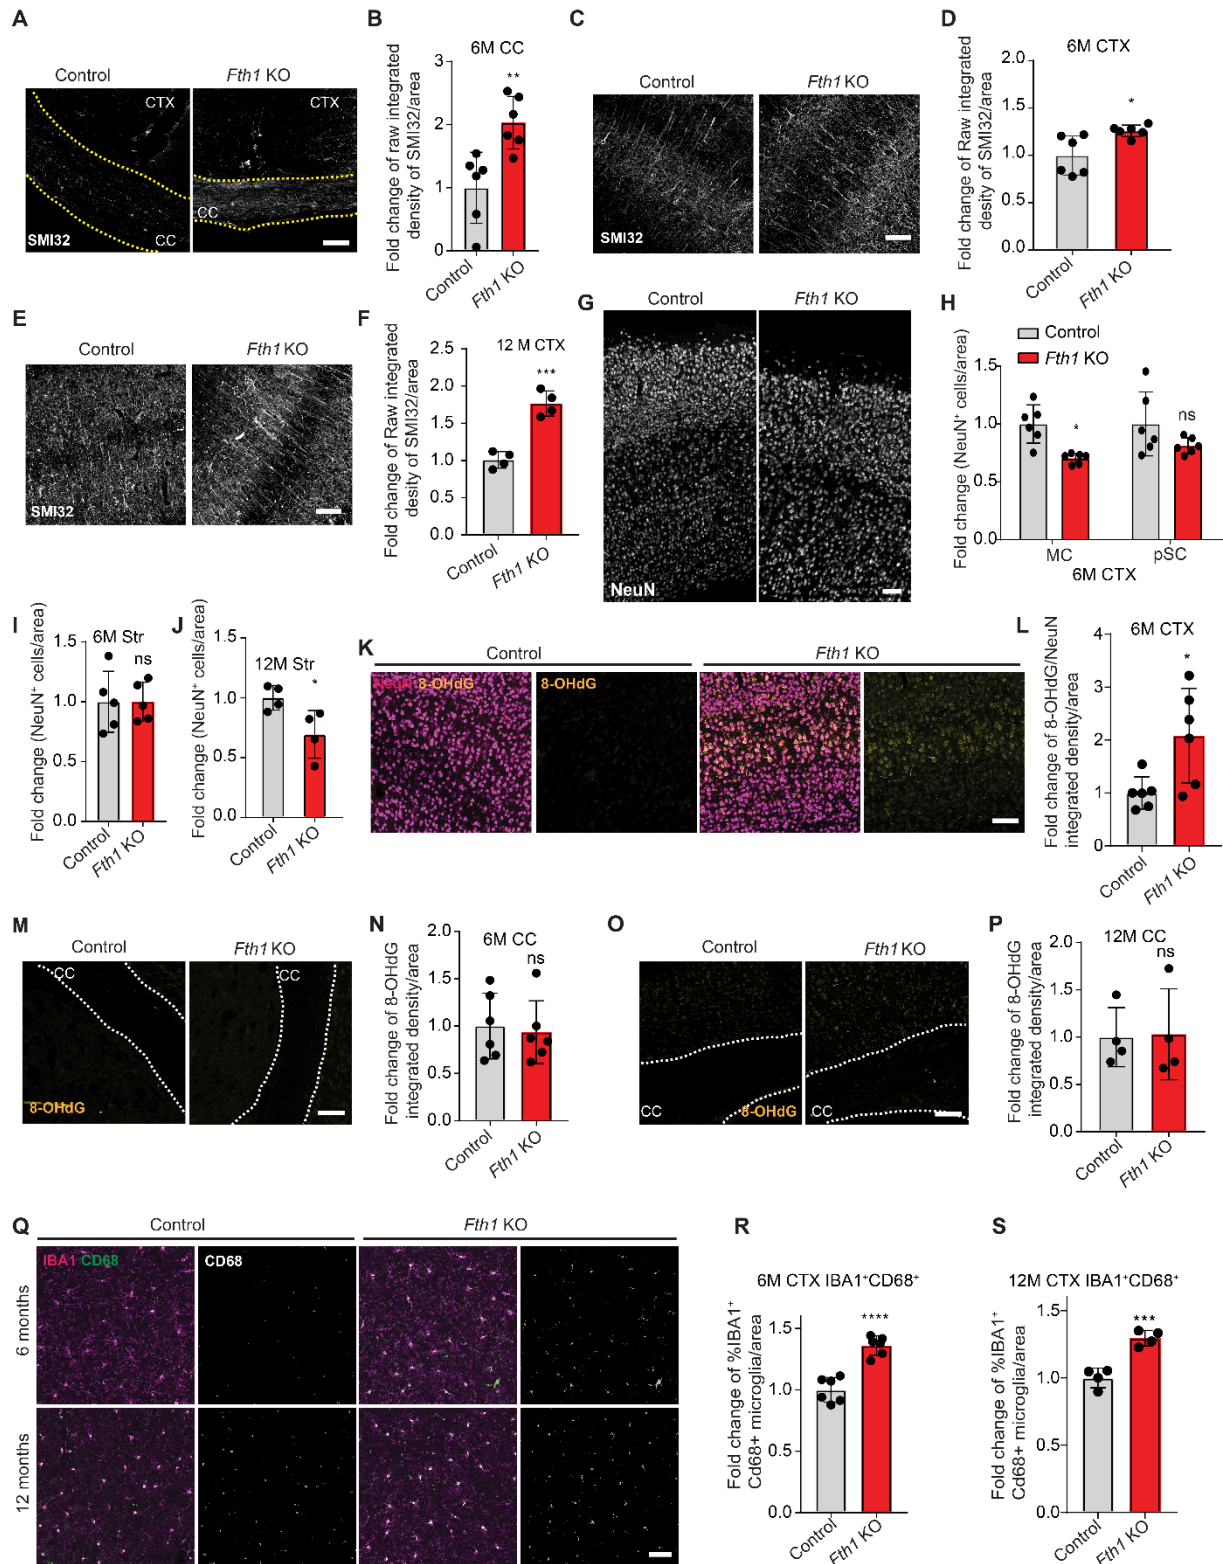 A
Control
Fth1 KO
CTX
CTX
CC
CC
SMI32
B
6M CC
Fold change of raw integrated
density of SMI32/area
3
2
1
0
**
Control
Fth1 KO
C
Control
Fth1 KO
SMI32
D
6M CTX
Fold change of Raw integrated
desity of SMI32/area
2.0
1.5
1.0
0.5
0.0
*
Control
Fth1 KO
E
Control
Fth1 KO
SMI32
F
12 M CTX
Fold change of Raw integrated
desity of SMI32/area
2.5
2.0
1.5
1.0
0.5
0.0
***
Control
Fth1 KO
G
Control
Fth1 KO
NeuN
H
Control
Fth1 KO
Fold change (NeuN+ cells/area)
1.5
1.0
0.5
0.0
*
ns
MC
pSC
6M CTX
I
6M Str
Fold change (NeuN+ cells/area)
1.5
1.0
0.5
0.0
ns
Control
Fth1 KO
J
12M Str
Fold change (NeuN+ cells/area)
1.5
1.0
0.5
0.0
*
Control
Fth1 KO
K
Control
Fth1 KO
NeuN 8-OHdG
8-OHdG
L
6M CTX
Fold change of 8-OHdG/NeuN
integrated density/area
4
3
2
1
0
*
Control
Fth1 KO
M
Control
Fth1 KO
CC
CC
8-OHdG
N
6M CC
Fold change of 8-OHdG
integrated density/area
2.0
1.5
1.0
0.5
0.0
ns
Control
Fth1 KO
O
Control
Fth1 KO
CC
8-OHdG
CC
P
12M CC
Fold change of 8-OHdG
integrated density/area
2.0
1.5
1.0
0.5
0.0
ns
Control
Fth1 KO
Q
Control
Fth1 KO
IBA1 CD68
CD68
6 months
12 months
R
6M CTX IBA1+CD68+
Fold change of %IBA1+
Cd68+ microglia/area
1.5
1.0
0.5
0.0
****
Control
Fth1 KO
S
12M CTX IBA1+CD68+
Fold change of %IBA1+
Cd68+ microglia/area
1.5
1.0
0.5
0.0
***
Control
Fth1 KO